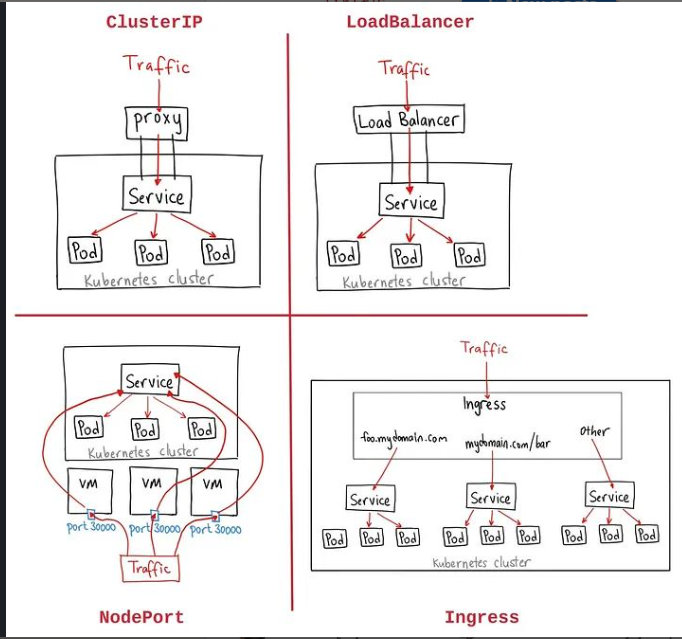 ClusterIP
Traffic
proxy
Service
Pod Pod Pod
Kubernetes cluster
LoadBalancer
Traffic
Load Balancer
Service
Pod Pod Pod
Kubernetes cluster
Service
Pod Pod Pod
Kubernetes cluster
VM VM VM
port 30000 port 30000 port 30000
Traffic
NodePort
Traffic
Ingress
foo.mydomain.com mydomain.com/bar Other
Service Service Service
Pod Pod Pod Pod Pod Pod Pod Pod Pod
Kubernetes cluster
Ingress